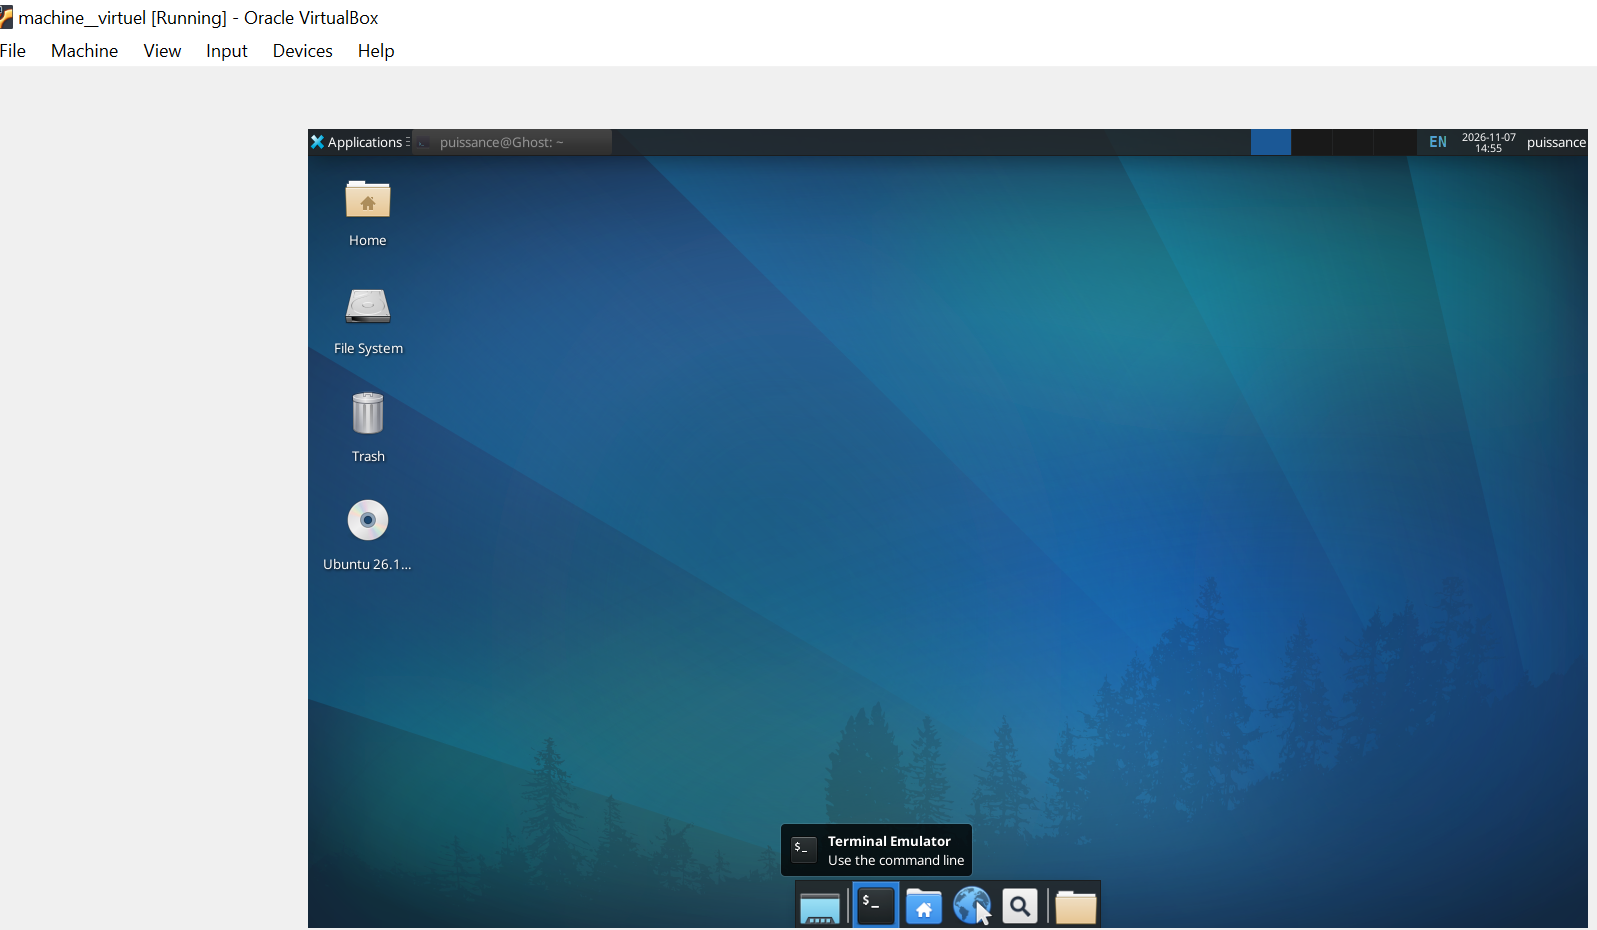 machine__virtuel [Running] - Oracle VirtualBox
File Machine View Input Devices Help
Applications puissance@Ghost: ~ EN 2026-11-07 puissance
14:55
Home
File System
Trash
Ubuntu 26.1...
$_ Terminal Emulator
Use the command line
$_